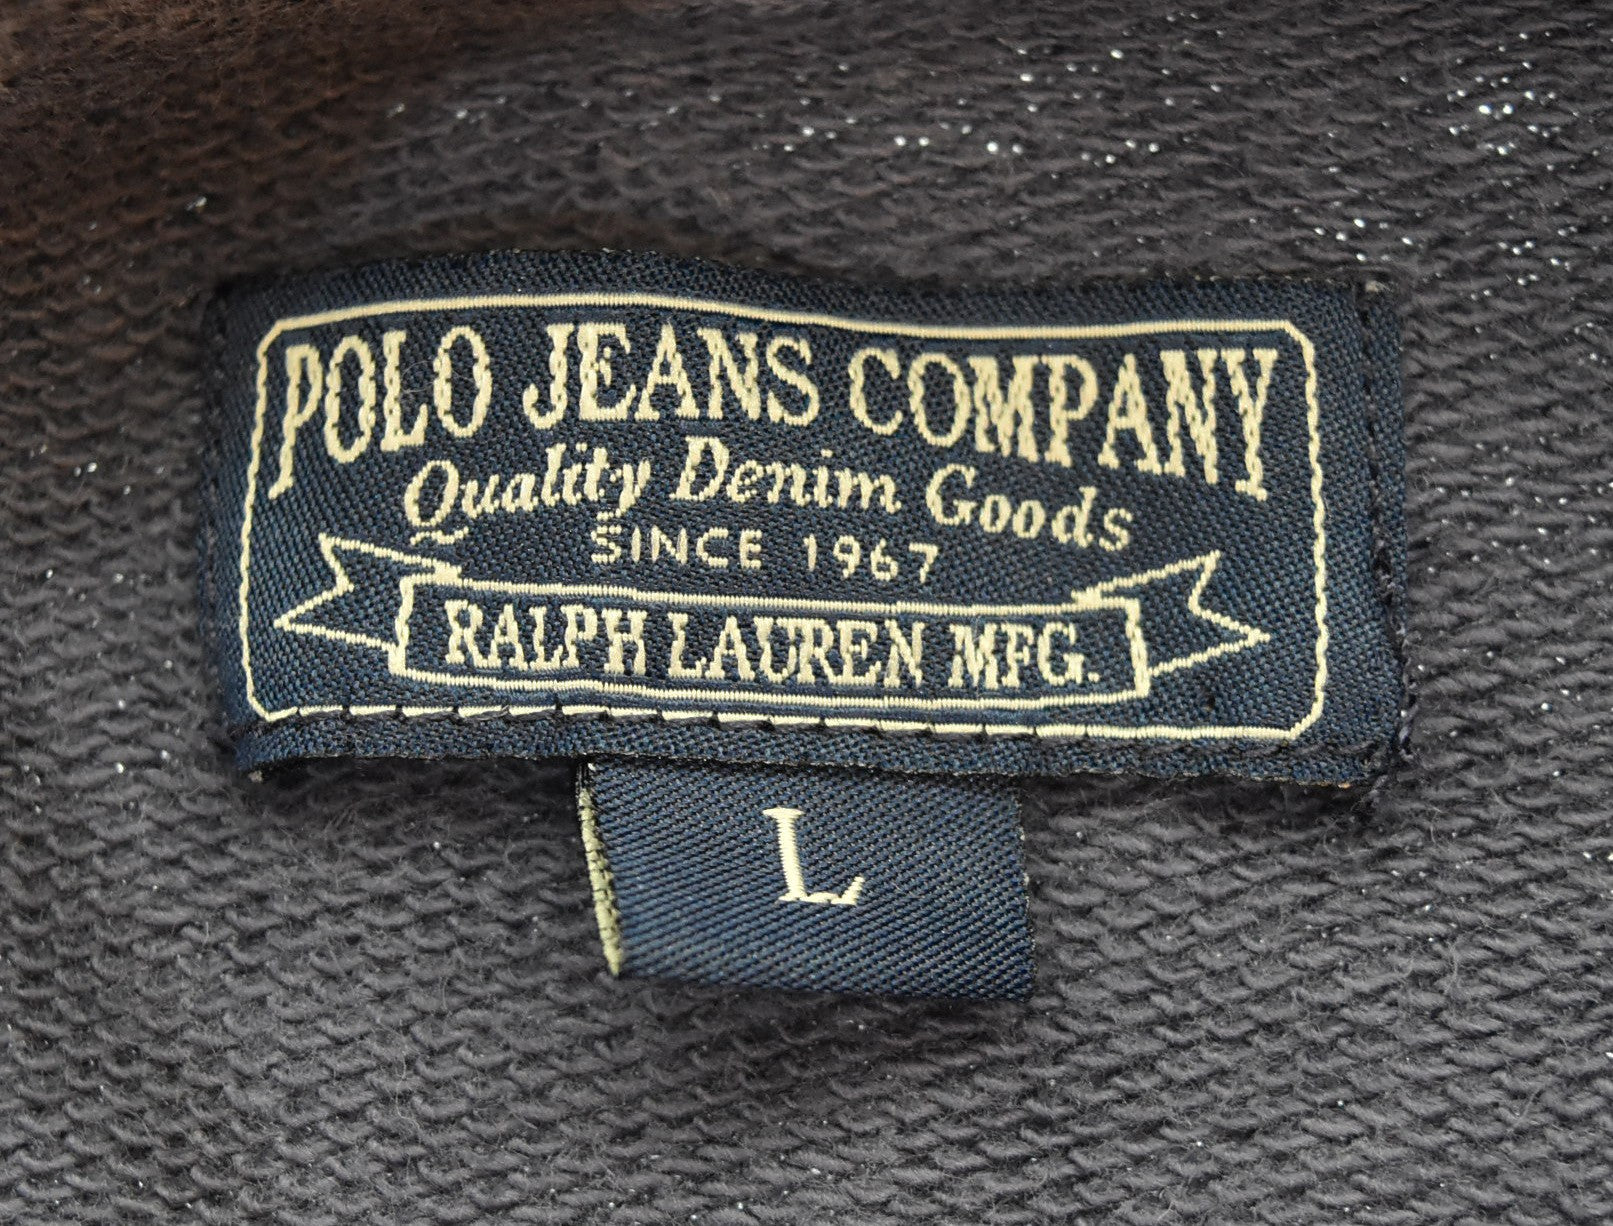 POLO JEANS COMPANY
Quality Denim Goods
SINCE 1967
RALPH LAUREN MFG.
L